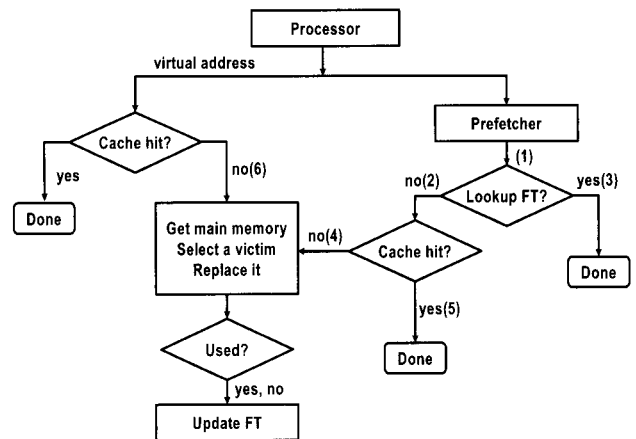 Processor
virtual address
Prefetcher
Cache hit?
(1)
yes
no(6)
no(2)
Lookup FT?
yes(3)
Done
Get main memory
Select a victim
Replace it
no(4)
Cache hit?
Done
yes(5)
Used?
Done
yes, no
Update FT